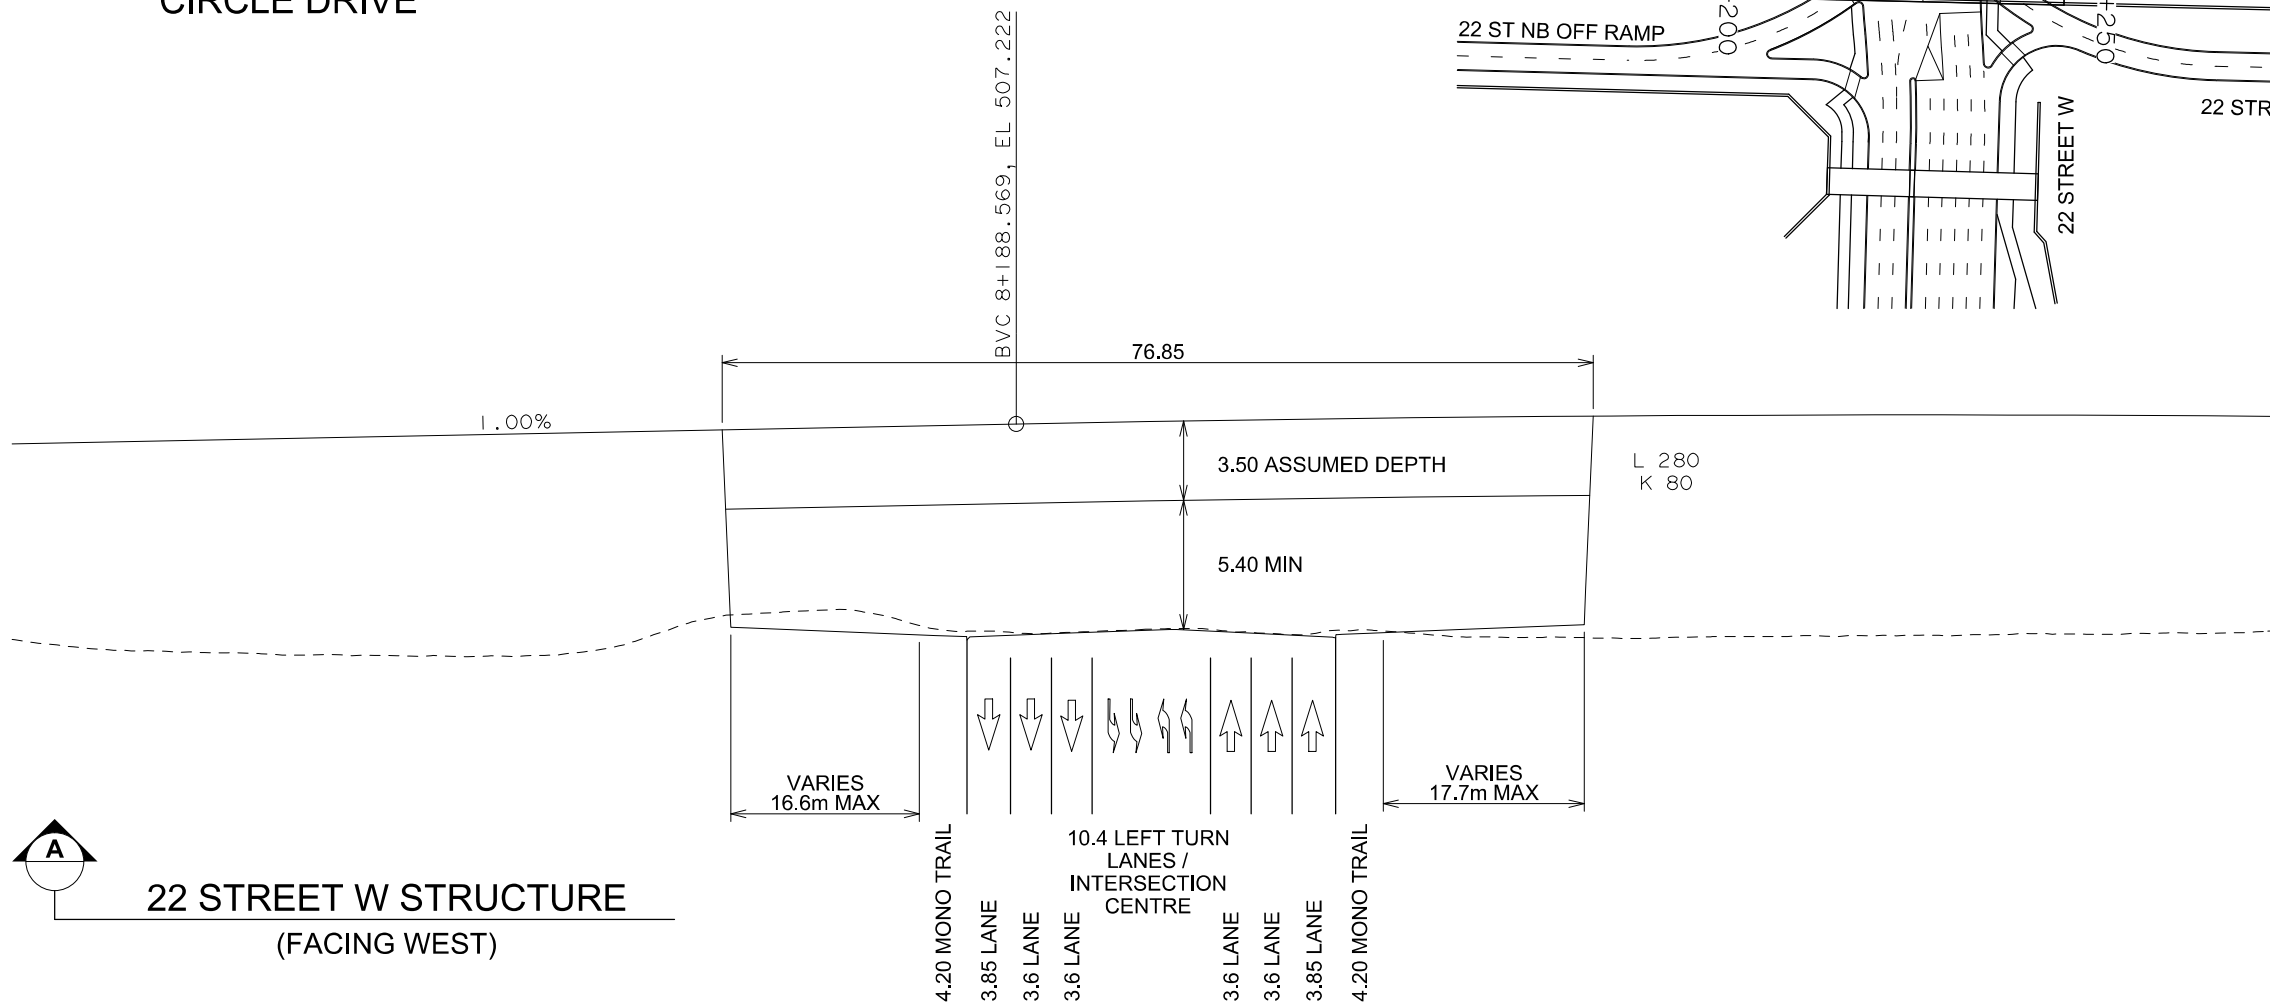 CIRCLE DRIVE
BVC 8+188.569, EL 507.222
22 ST NB OFF RAMP
+200
+250
22 STR
22 STREET W
76.85
1.00%
3.50 ASSUMED DEPTH
L 280
K 80
5.40 MIN
VARIES
16.6m MAX
VARIES
17.7m MAX
4.20 MONO TRAIL
3.85 LANE
3.6 LANE
3.6 LANE
10.4 LEFT TURN
LANES /
INTERSECTION
CENTRE
3.6 LANE
3.6 LANE
3.85 LANE
4.20 MONO TRAIL
A
22 STREET W STRUCTURE
(FACING WEST)